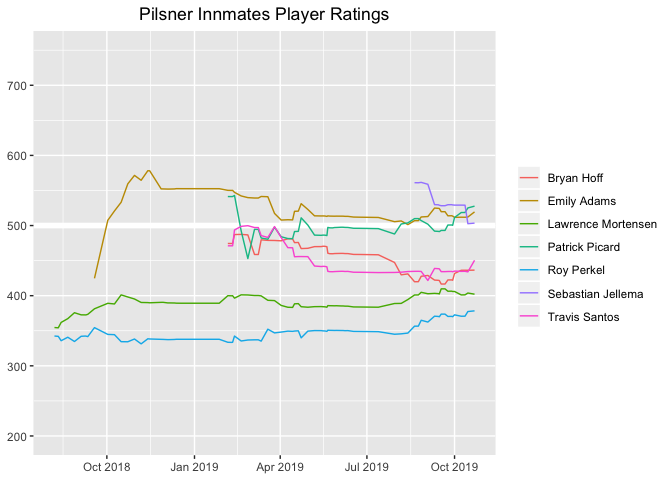 Pilsner Innmates Player Ratings
700
600
500
400
300
200
Oct 2018
Jan 2019
Apr 2019
Jul 2019
Oct 2019
Bryan Hoff
Emily Adams
Lawrence Mortensen
Patrick Picard
Roy Perkel
Sebastian Jellema
Travis Santos